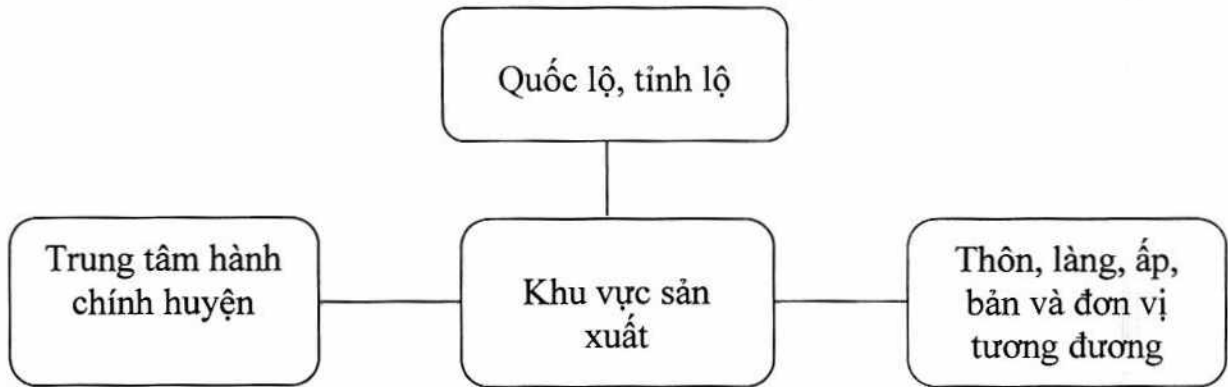 Quốc lộ, tỉnh lộ
Trung tâm hành
chính huyện
Khu vực sản
xuất
Thôn, làng, ấp,
bản và đơn vị
tương đương